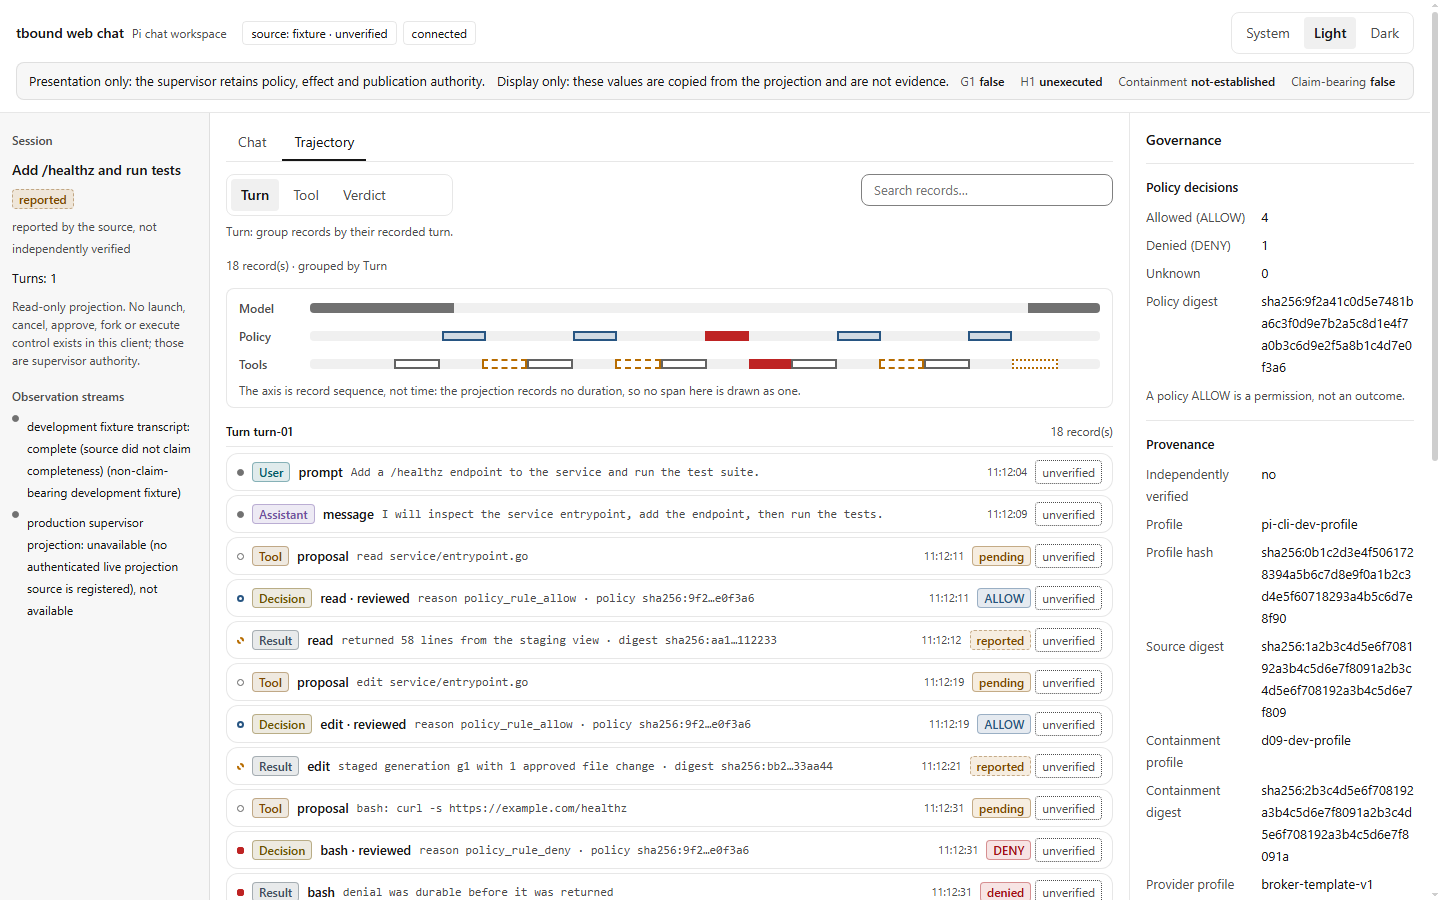 tbound web chat Pi chat workspace source: fixture · unverified connected System Light Dark
Presentation only: the supervisor retains policy, effect and publication authority. Display only: these values are copied from the projection and are not evidence. G1 false H1 unexecuted Containment not-established Claim-bearing false
Session
Add /healthz and run tests
reported
reported by the source, not
independently verified
Turns: 1
Read-only projection. No launch,
cancel, approve, fork or execute
control exists in this client; those
are supervisor authority.
Observation streams
development fixture transcript:
complete (source did not claim
completeness) (non-claim-
bearing development fixture)
production supervisor
projection: unavailable (no
authenticated live projection
source is registered), not
available
Chat Trajectory
Turn Tool Verdict Search records...
Turn: group records by their recorded turn.
18 record(s) · grouped by Turn
Model
Policy
Tools
The axis is record sequence, not time: the projection records no duration, so no span here is drawn as one.
Turn turn-01 18 record(s)
User prompt Add a /healthz endpoint to the service and run the test suite. 11:12:04 unverified
Assistant message I will inspect the service entrypoint, add the endpoint, then run the tests. 11:12:09 unverified
Tool proposal read service/entrypoint.go 11:12:11 pending unverified
Decision read · reviewed reason policy_rule_allow · policy sha256:9f2…e0f3a6 11:12:11 ALLOW unverified
Result read returned 58 lines from the staging view · digest sha256:aa1…112233 11:12:12 reported unverified
Tool proposal edit service/entrypoint.go 11:12:19 pending unverified
Decision edit · reviewed reason policy_rule_allow · policy sha256:9f2…e0f3a6 11:12:19 ALLOW unverified
Result edit staged generation g1 with 1 approved file change · digest sha256:bb2…33aa44 11:12:21 reported unverified
Tool proposal bash: curl -s https://example.com/healthz 11:12:31 pending unverified
Decision bash · reviewed reason policy_rule_deny · policy sha256:9f2…e0f3a6 11:12:31 DENY unverified
Result bash denial was durable before it was returned 11:12:31 denied unverified
Governance
Policy decisions
Allowed (ALLOW) 4
Denied (DENY) 1
Unknown 0
Policy digest sha256:9f2a41c0d5e7481b
a6c3f0d9e7b2a5c8d1e4f7
a0b3c6d9e2f5a8b1c4d7e0
f3a6
A policy ALLOW is a permission, not an outcome.
Provenance
Independently no
verified
Profile pi-cli-dev-profile
Profile hash sha256:0b1c2d3e4f506172
8394a5b6c7d8e9f0a1b2c3
d4e5f60718293a4b5c6d7e
8f90
Source digest sha256:1a2b3c4d5e6f7081
92a3b4c5d6e7f8091a2b3c
4d5e6f708192a3b4c5d6e7
f809
Containment d09-dev-profile
profile
Containment sha256:2b3c4d5e6f708192
digest a3b4c5d6e7f8091a2b3c4d
5e6f708192a3b4c5d6e7f8
091a
Provider profile broker-template-v1